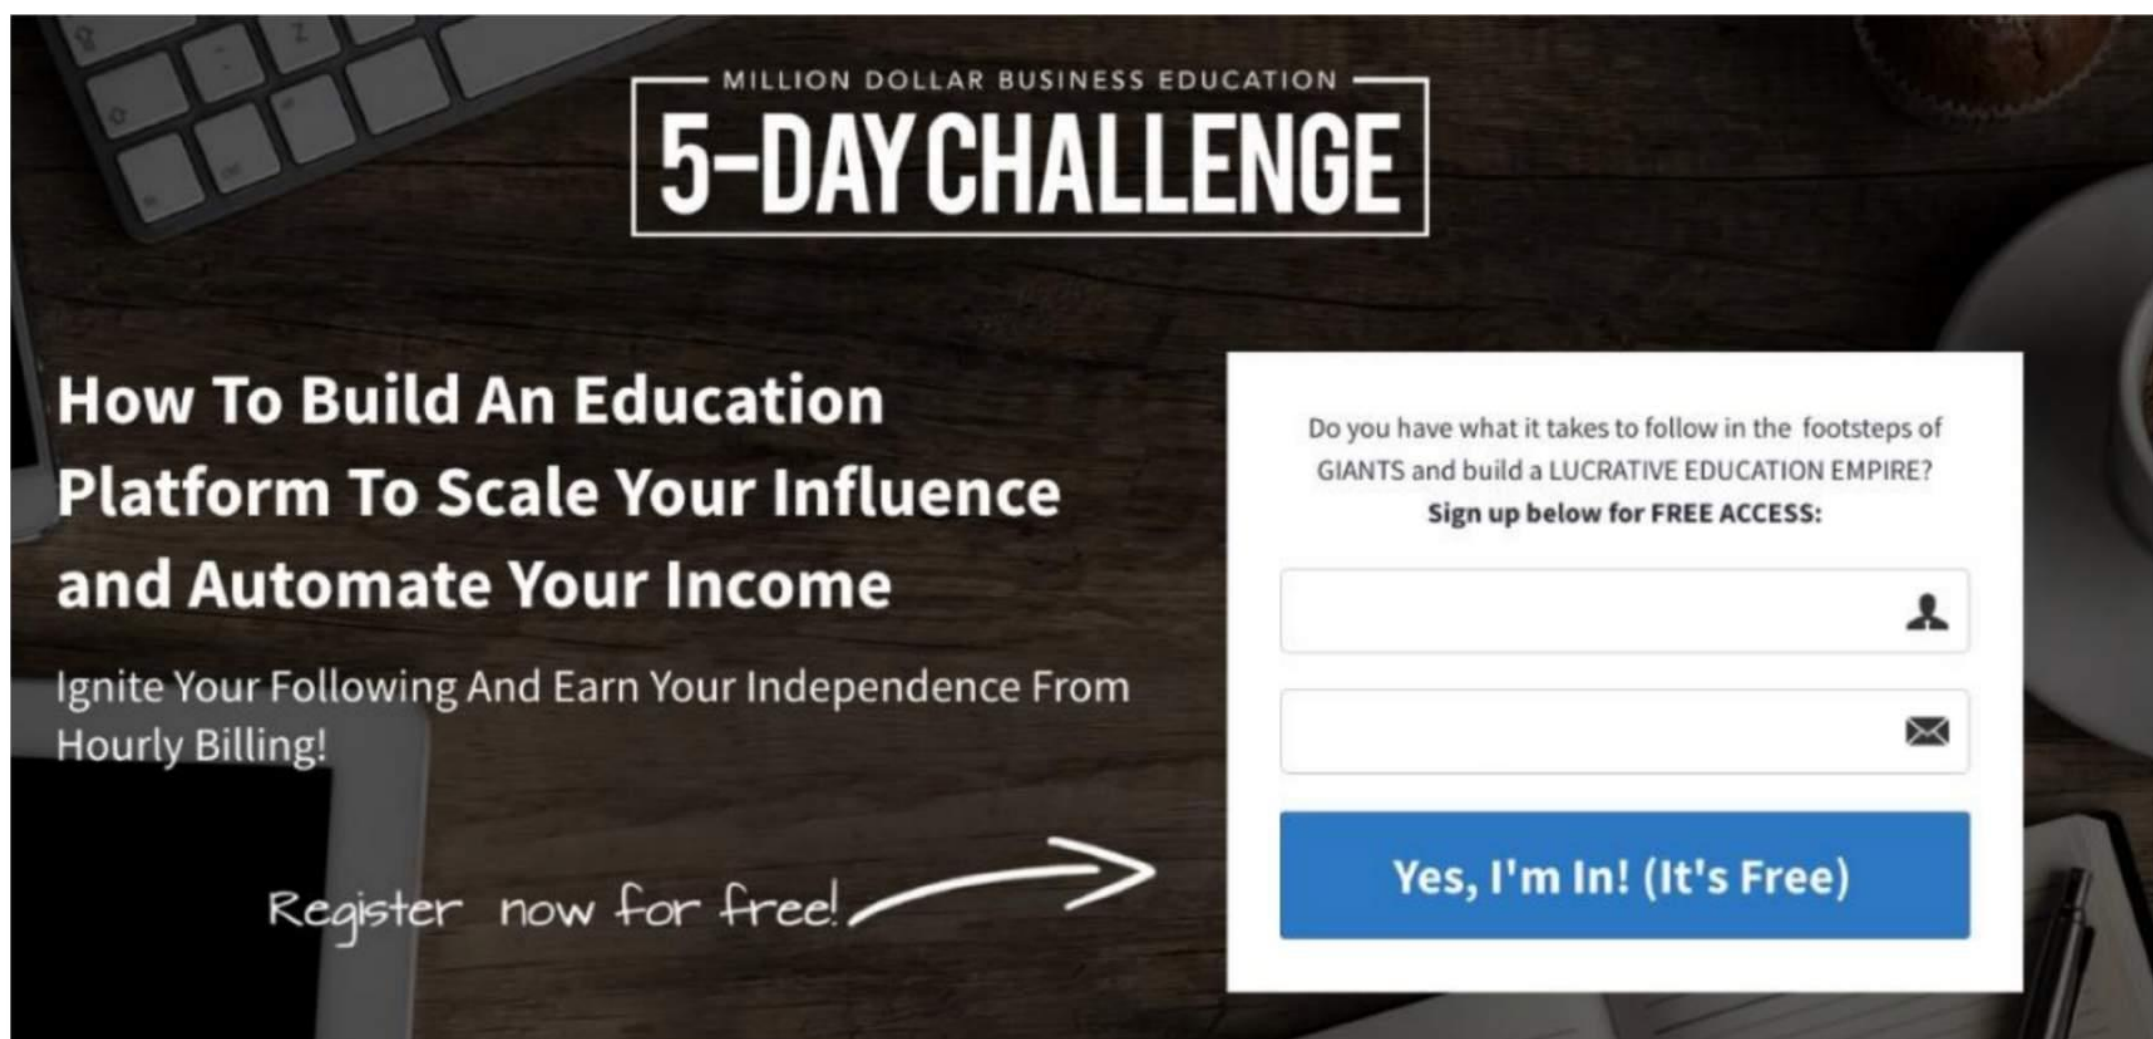 MILLION DOLLAR BUSINESS EDUCATION
5-DAY CHALLENGE
How To Build An Education
Platform To Scale Your Influence
and Automate Your Income
Ignite Your Following And Earn Your Independence From
Hourly Billing!
Register now for free!
Do you have what it takes to follow in the footsteps of
GIANTS and build a LUCRATIVE EDUCATION EMPIRE?
Sign up below for FREE ACCESS:
Yes, I'm In! (It's Free)